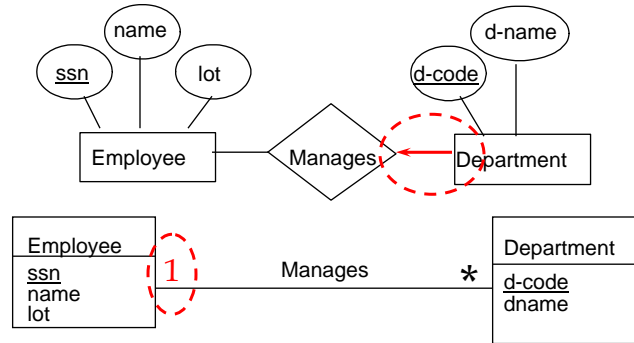 name
d-name
ssn
lot
d-code
Employee
Manages
Department
Employee
ssn
name
lot
1
Manages
*
Department
d-code
dname